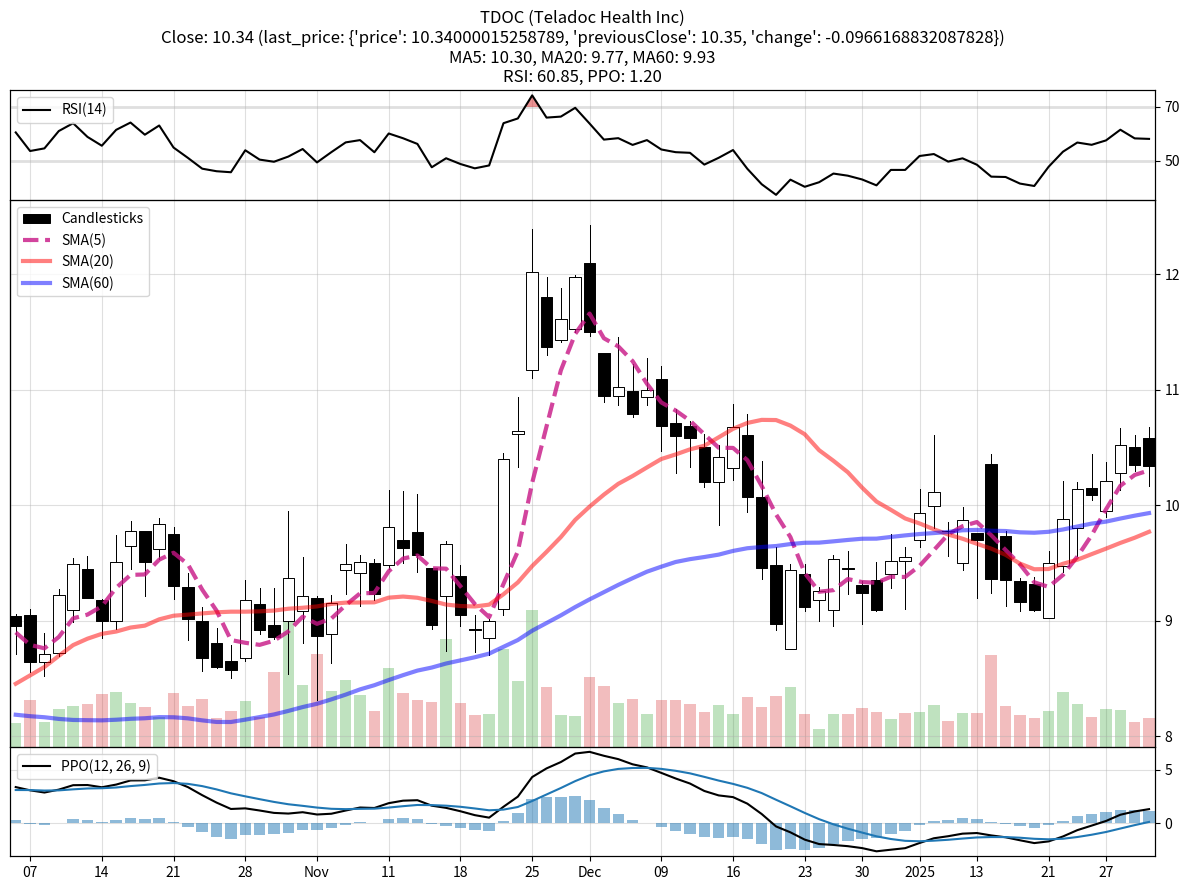 TDOC (Teladoc Health Inc)
Close: 10.34 (last_price: {'price': 10.34000015258789, 'previousClose': 10.35, 'change': -0.0966168832087828})
MA5: 10.30, MA20: 9.77, MA60: 9.93
RSI: 60.85, PPO: 1.20
RSI(14)
70
50
Candlesticks
SMA(5)
SMA(20)
SMA(60)
12
11
10
9
8
PPO(12, 26, 9)
5
0
07 14 21 28 Nov 11 18 25 Dec 09 16 23 30 2025 13 21 27